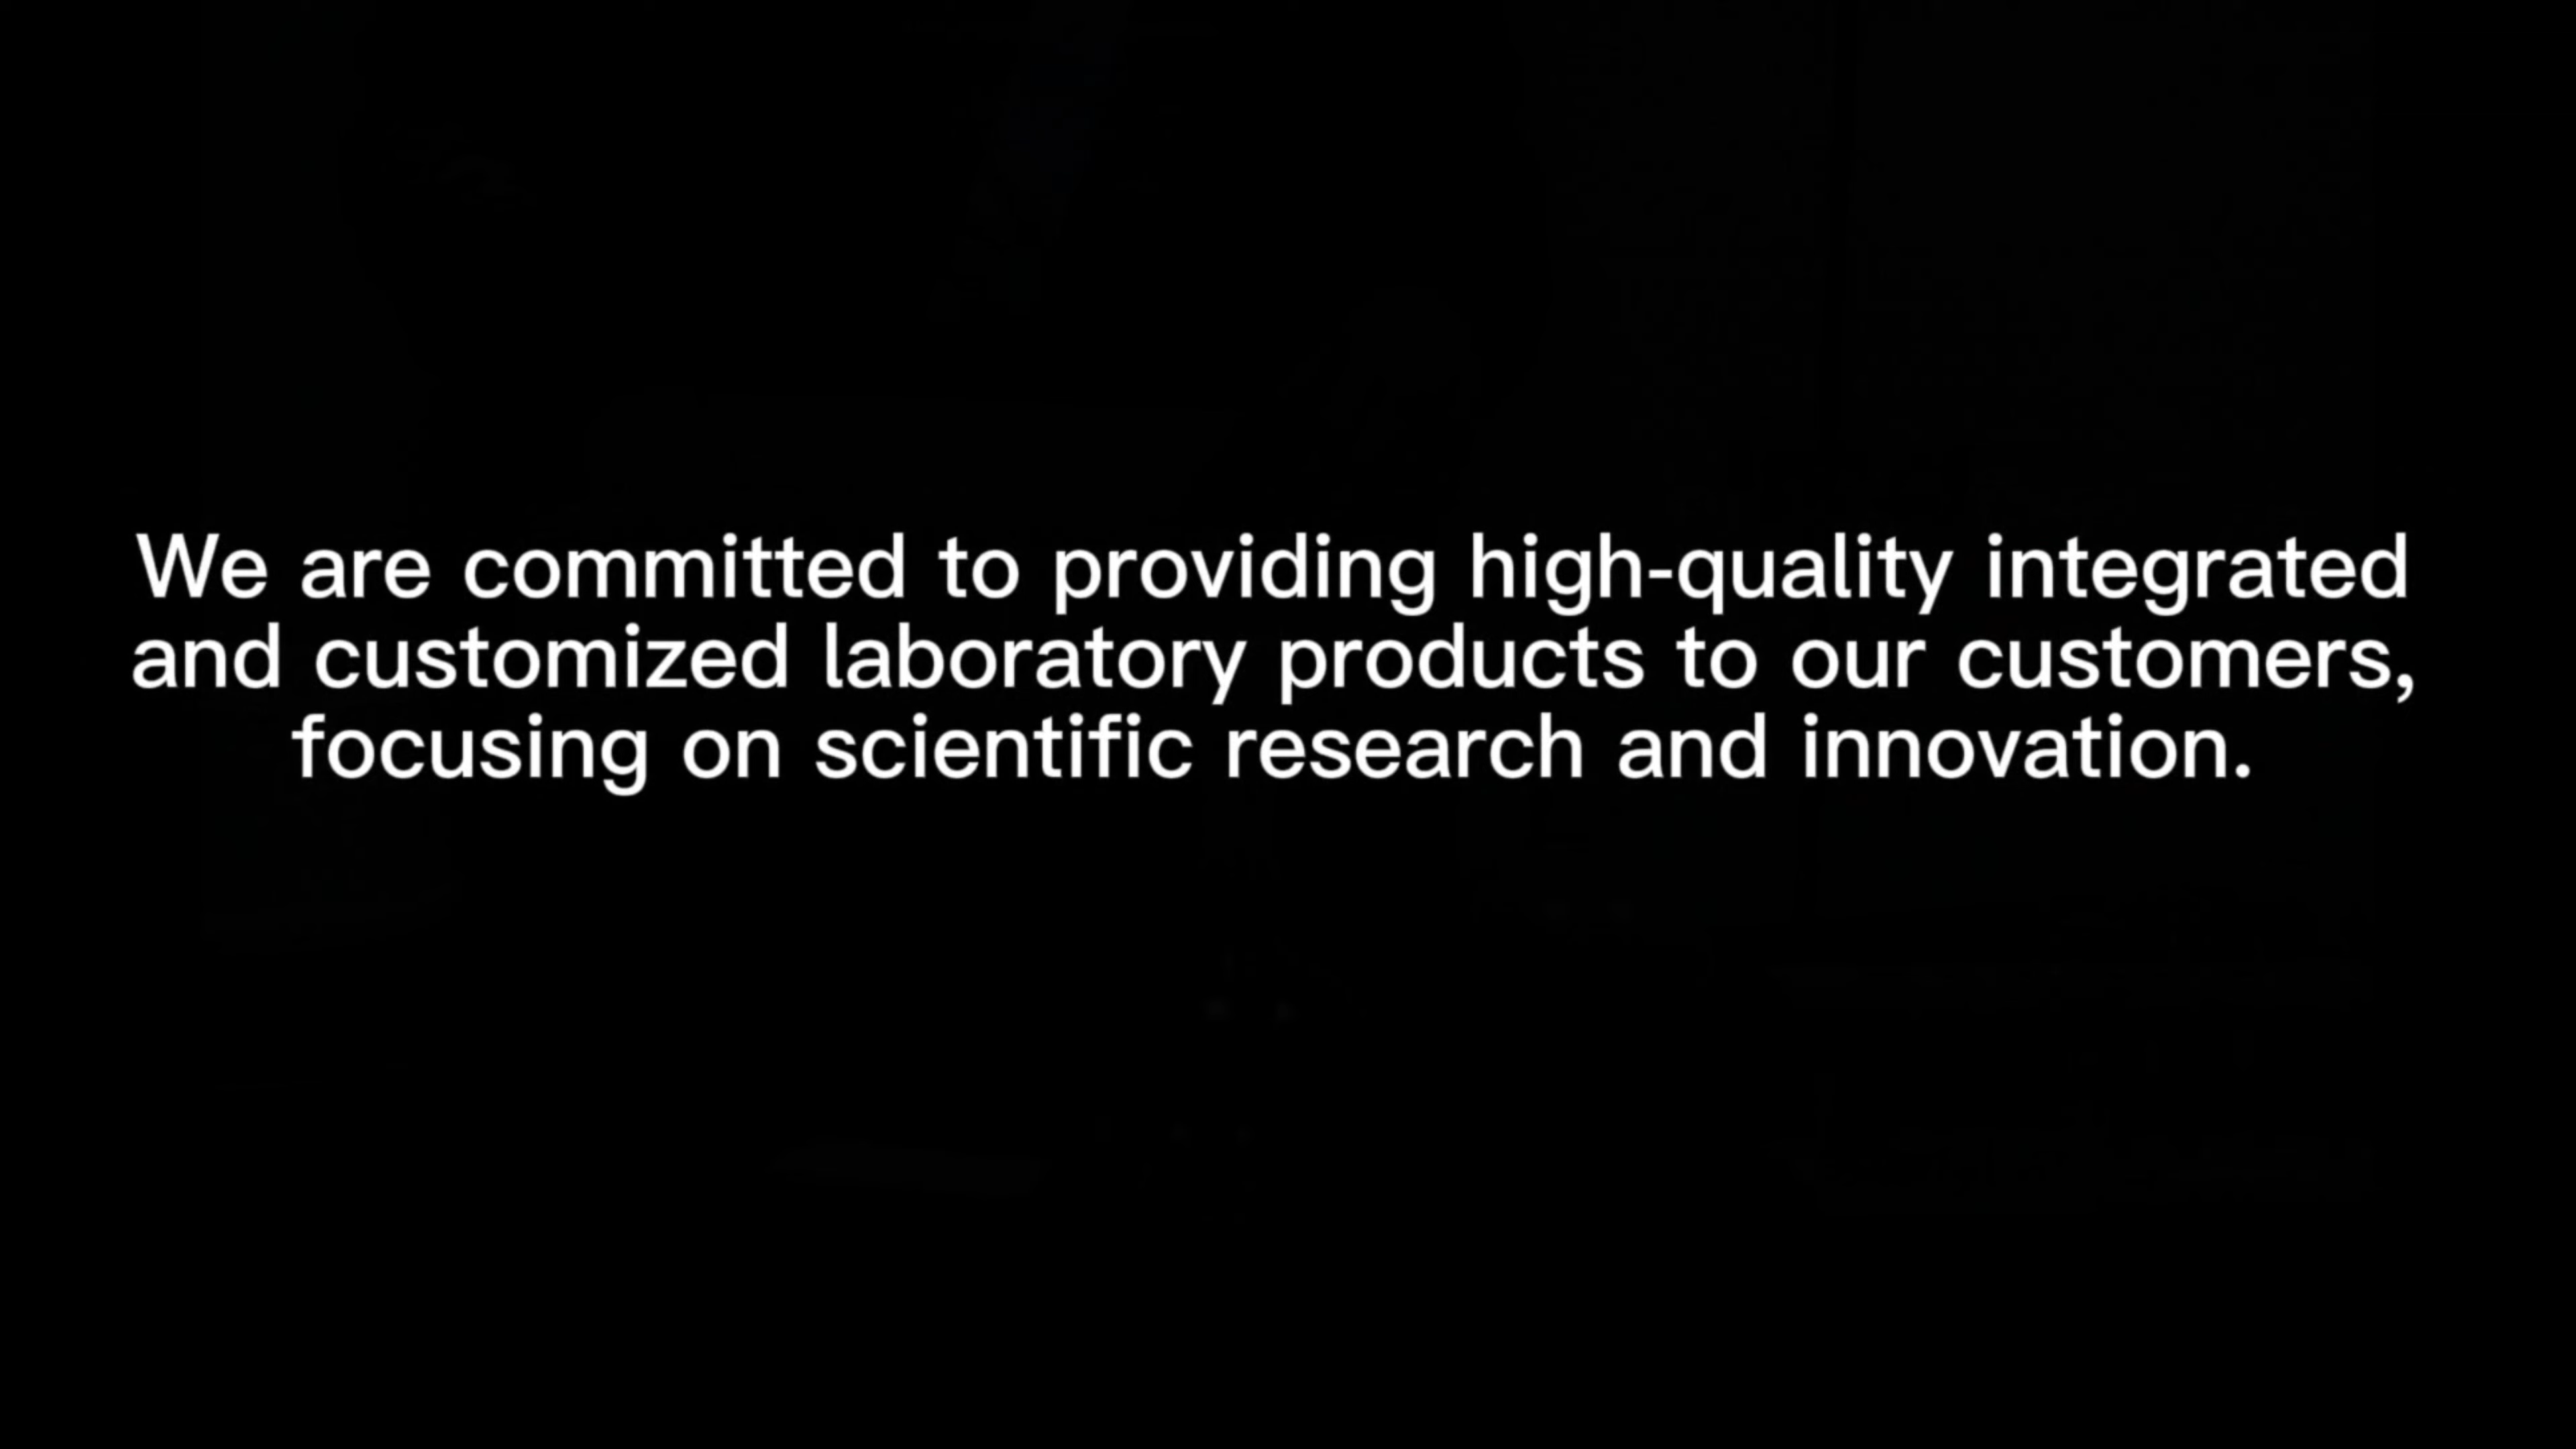 We are committed to providing high-quality integrated
and customized laboratory products to our customers,
focusing on scientific research and innovation.